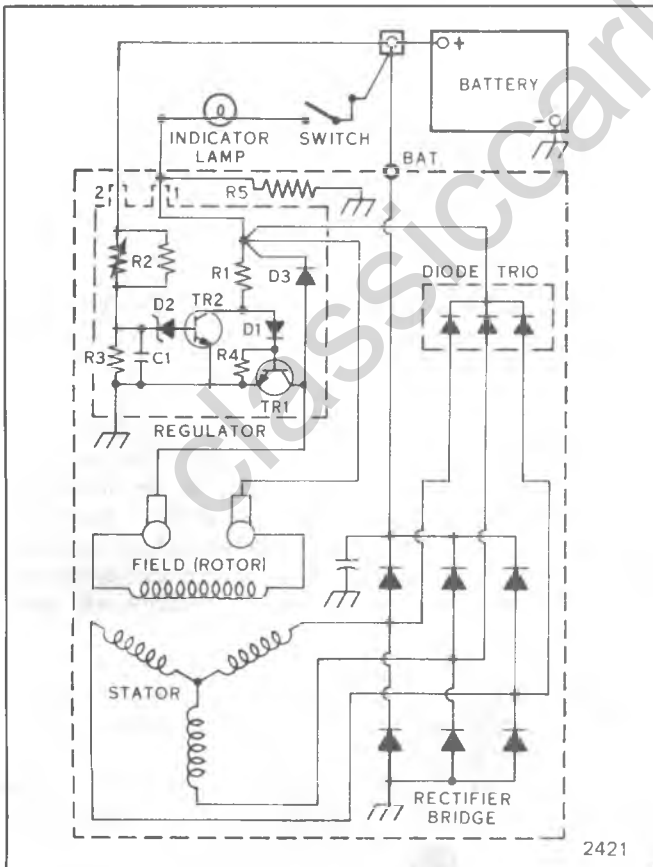 +
BATTERY
-
INDICATOR
LAMP
SWITCH
BAT.
2
1
R5
R2
R1
D3
DIODE TRIO
D2
TR2
D1
R3
C1
R4
TR1
REGULATOR
FIELD (ROTOR)
STATOR
RECTIFIER
BRIDGE
2421
classiccarl